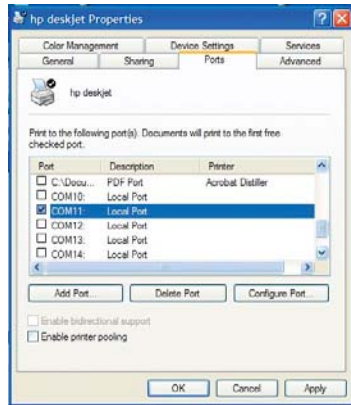 hp deskjet Properties
Color Management Device Settings Services
General Sharing Ports Advanced
hp deskjet
Print to the following port(s). Documents will print to the first free
checked port.
Port Description Printer
C:\Docu... PDF Port Acrobat Distiller
COM10: Local Port
COM11: Local Port
COM12: Local Port
COM13: Local Port
COM14: Local Port
Add Port... Delete Port Configure Port...
Enable bidirectional support
Enable printer pooling
OK Cancel Apply